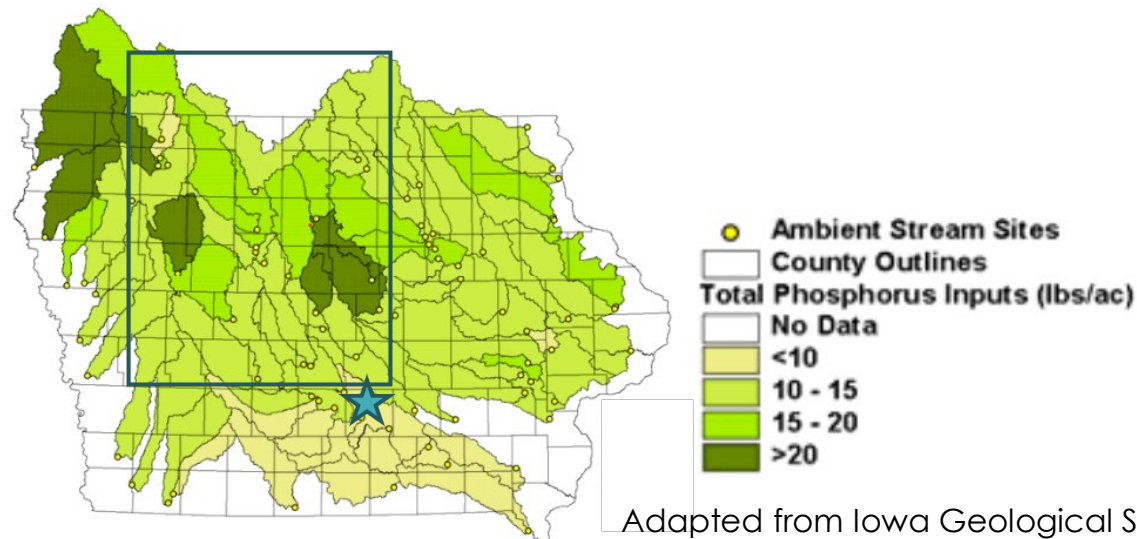 Ambient Stream Sites
County Outlines
Total Phosphorus Inputs (lbs/ac)
No Data
<10
10 - 15
15 - 20
>20
Adapted from Iowa Geological S